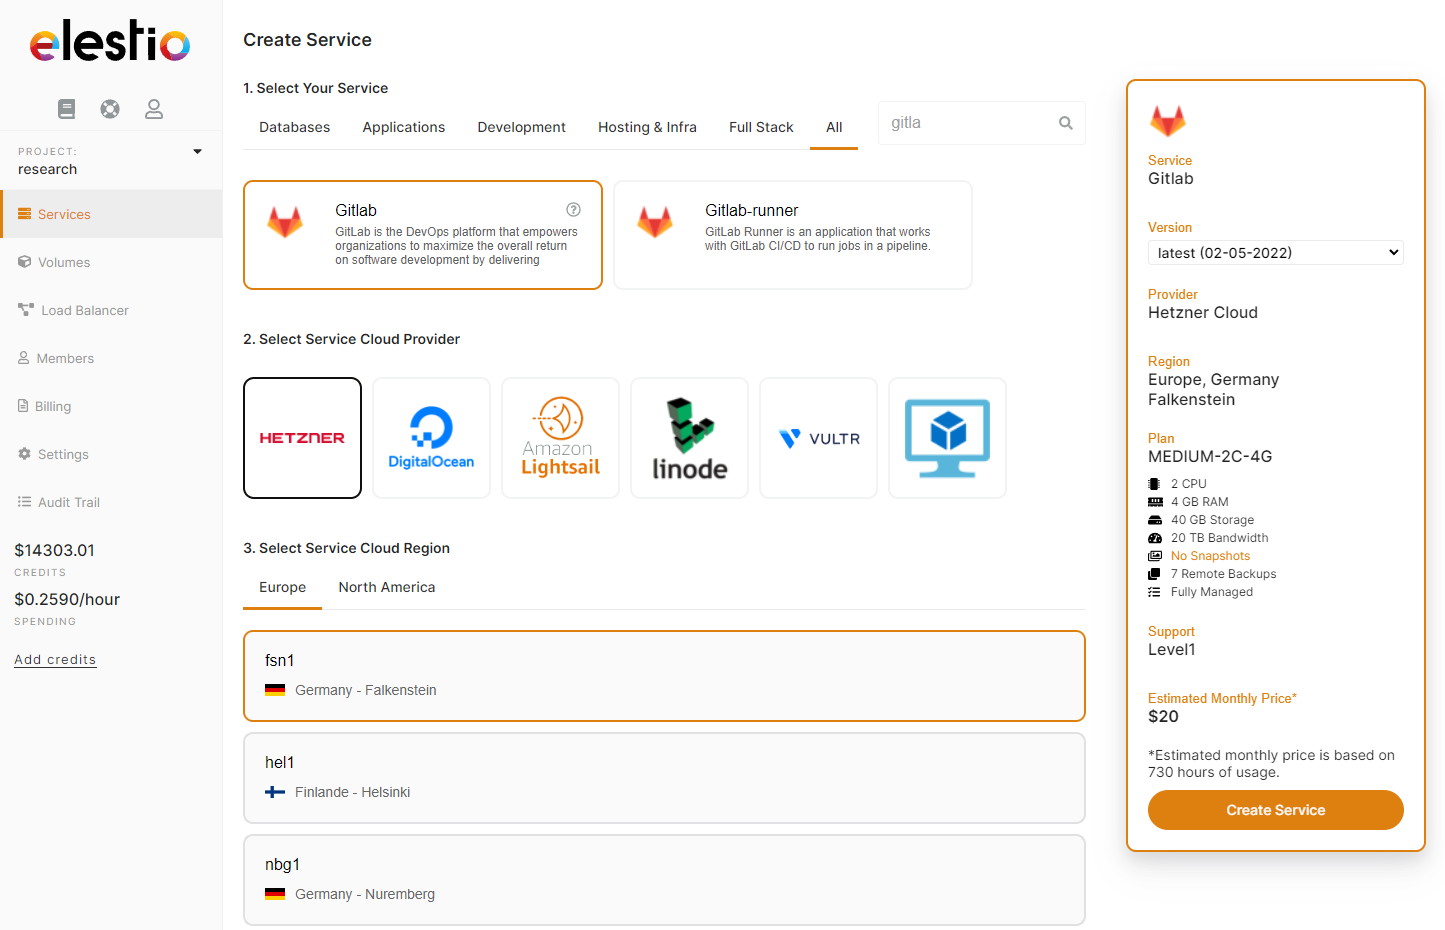 elestio
PROJECT:
research
Services
Volumes
Load Balancer
Members
Billing
Settings
Audit Trail
$14303.01
CREDITS
$0.2590/hour
SPENDING
Add credits
Create Service
1. Select Your Service
Databases
Applications
Development
Hosting & Infra
Full Stack
All
gitla
Gitlab
GitLab is the DevOps platform that empowers
organizations to maximize the overall return
on software development by delivering
Gitlab-runner
GitLab Runner is an application that works
with GitLab CI/CD to run jobs in a pipeline.
2. Select Service Cloud Provider
HETZNER
DigitalOcean
Amazon
Lightsail
linode
VULTR
3. Select Service Cloud Region
Europe
North America
fsn1
Germany - Falkenstein
hel1
Finlande - Helsinki
nbg1
Germany - Nuremberg
Service
Gitlab
Version
latest (02-05-2022)
Provider
Hetzner Cloud
Region
Europe, Germany
Falkenstein
Plan
MEDIUM-2C-4G
2 CPU
4 GB RAM
40 GB Storage
20 TB Bandwidth
No Snapshots
7 Remote Backups
Fully Managed
Support
Level1
Estimated Monthly Price*
$20
*Estimated monthly price is based on
730 hours of usage.
Create Service